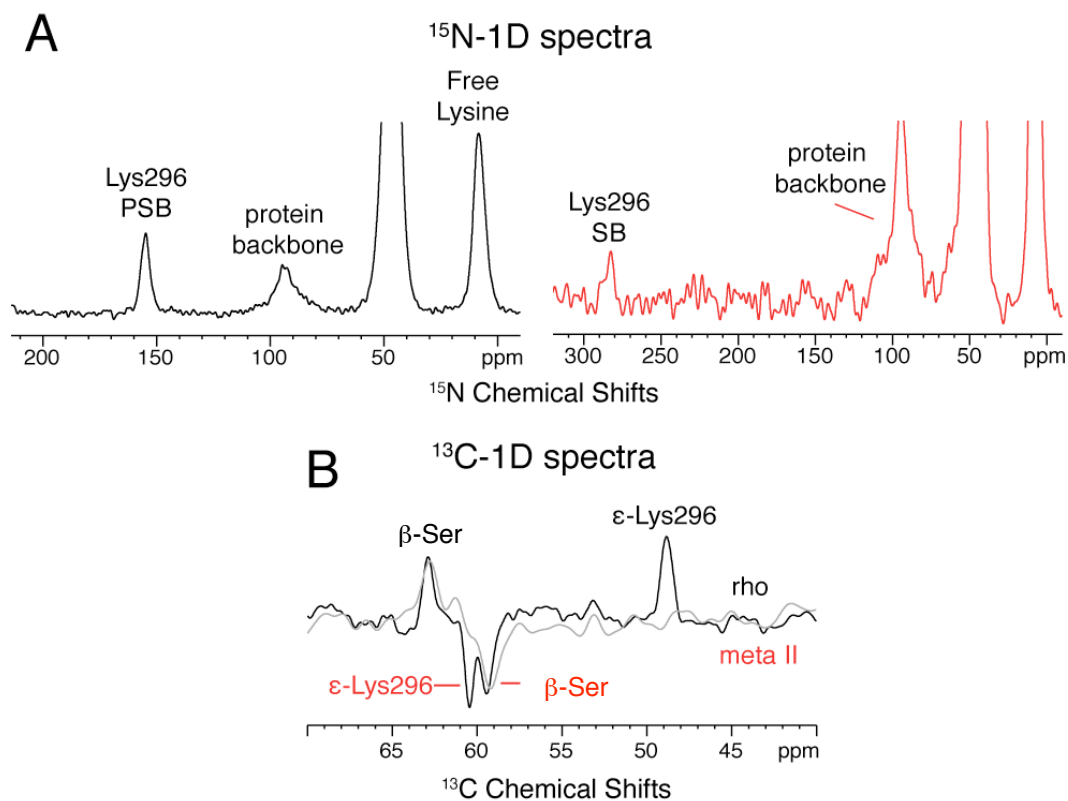 A
¹⁵N-1D spectra
Free
Lysine
Lys296
PSB
protein
backbone
protein
backbone
Lys296
SB
200 150 100 50 ppm
320 300 250 200 150 100 50 ppm
¹⁵N Chemical Shifts
B
¹³C-1D spectra
ε-Lys296
β-Ser
rho
meta II
ε-Lys296
β-Ser
65 60 55 50 45 ppm
¹³C Chemical Shifts